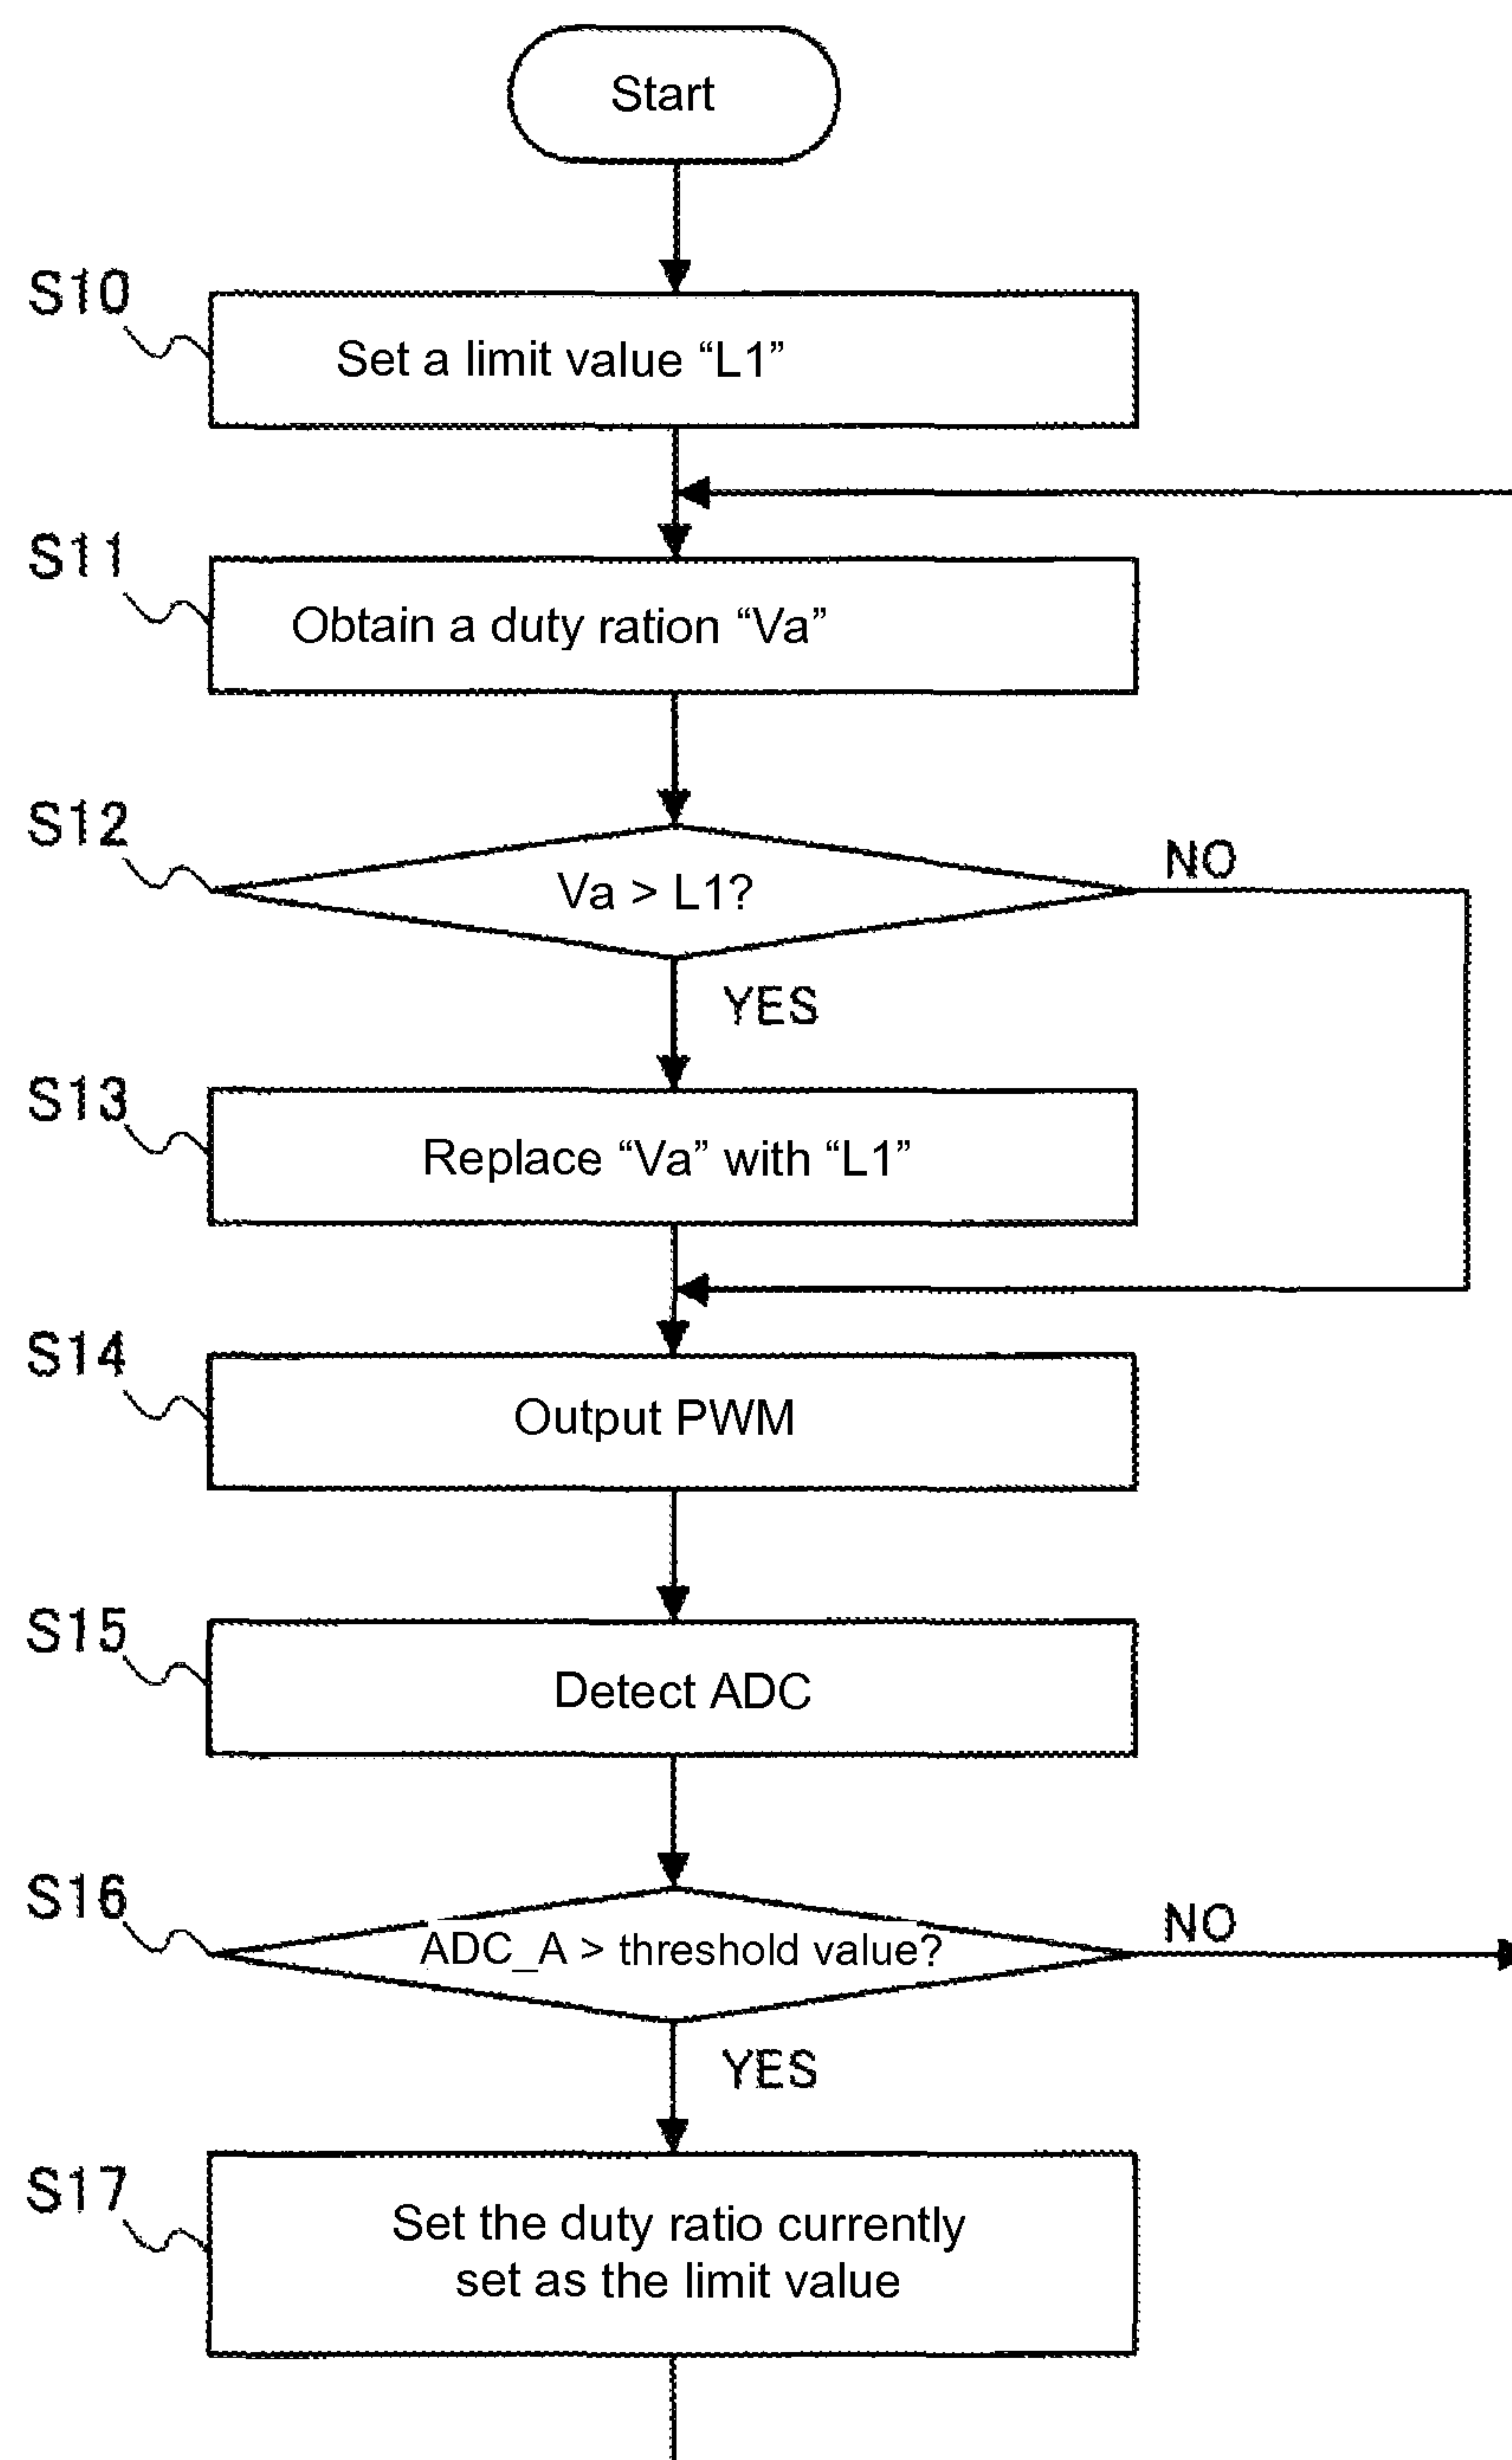 Start
S10
Set a limit value “L1”
S11
Obtain a duty ration “Va”
S12
Va > L1?
NO
YES
S13
Replace “Va” with “L1”
S14
Output PWM
S15
Detect ADC
S16
ADC_A > threshold value?
NO
YES
S17
Set the duty ratio currently
set as the limit value